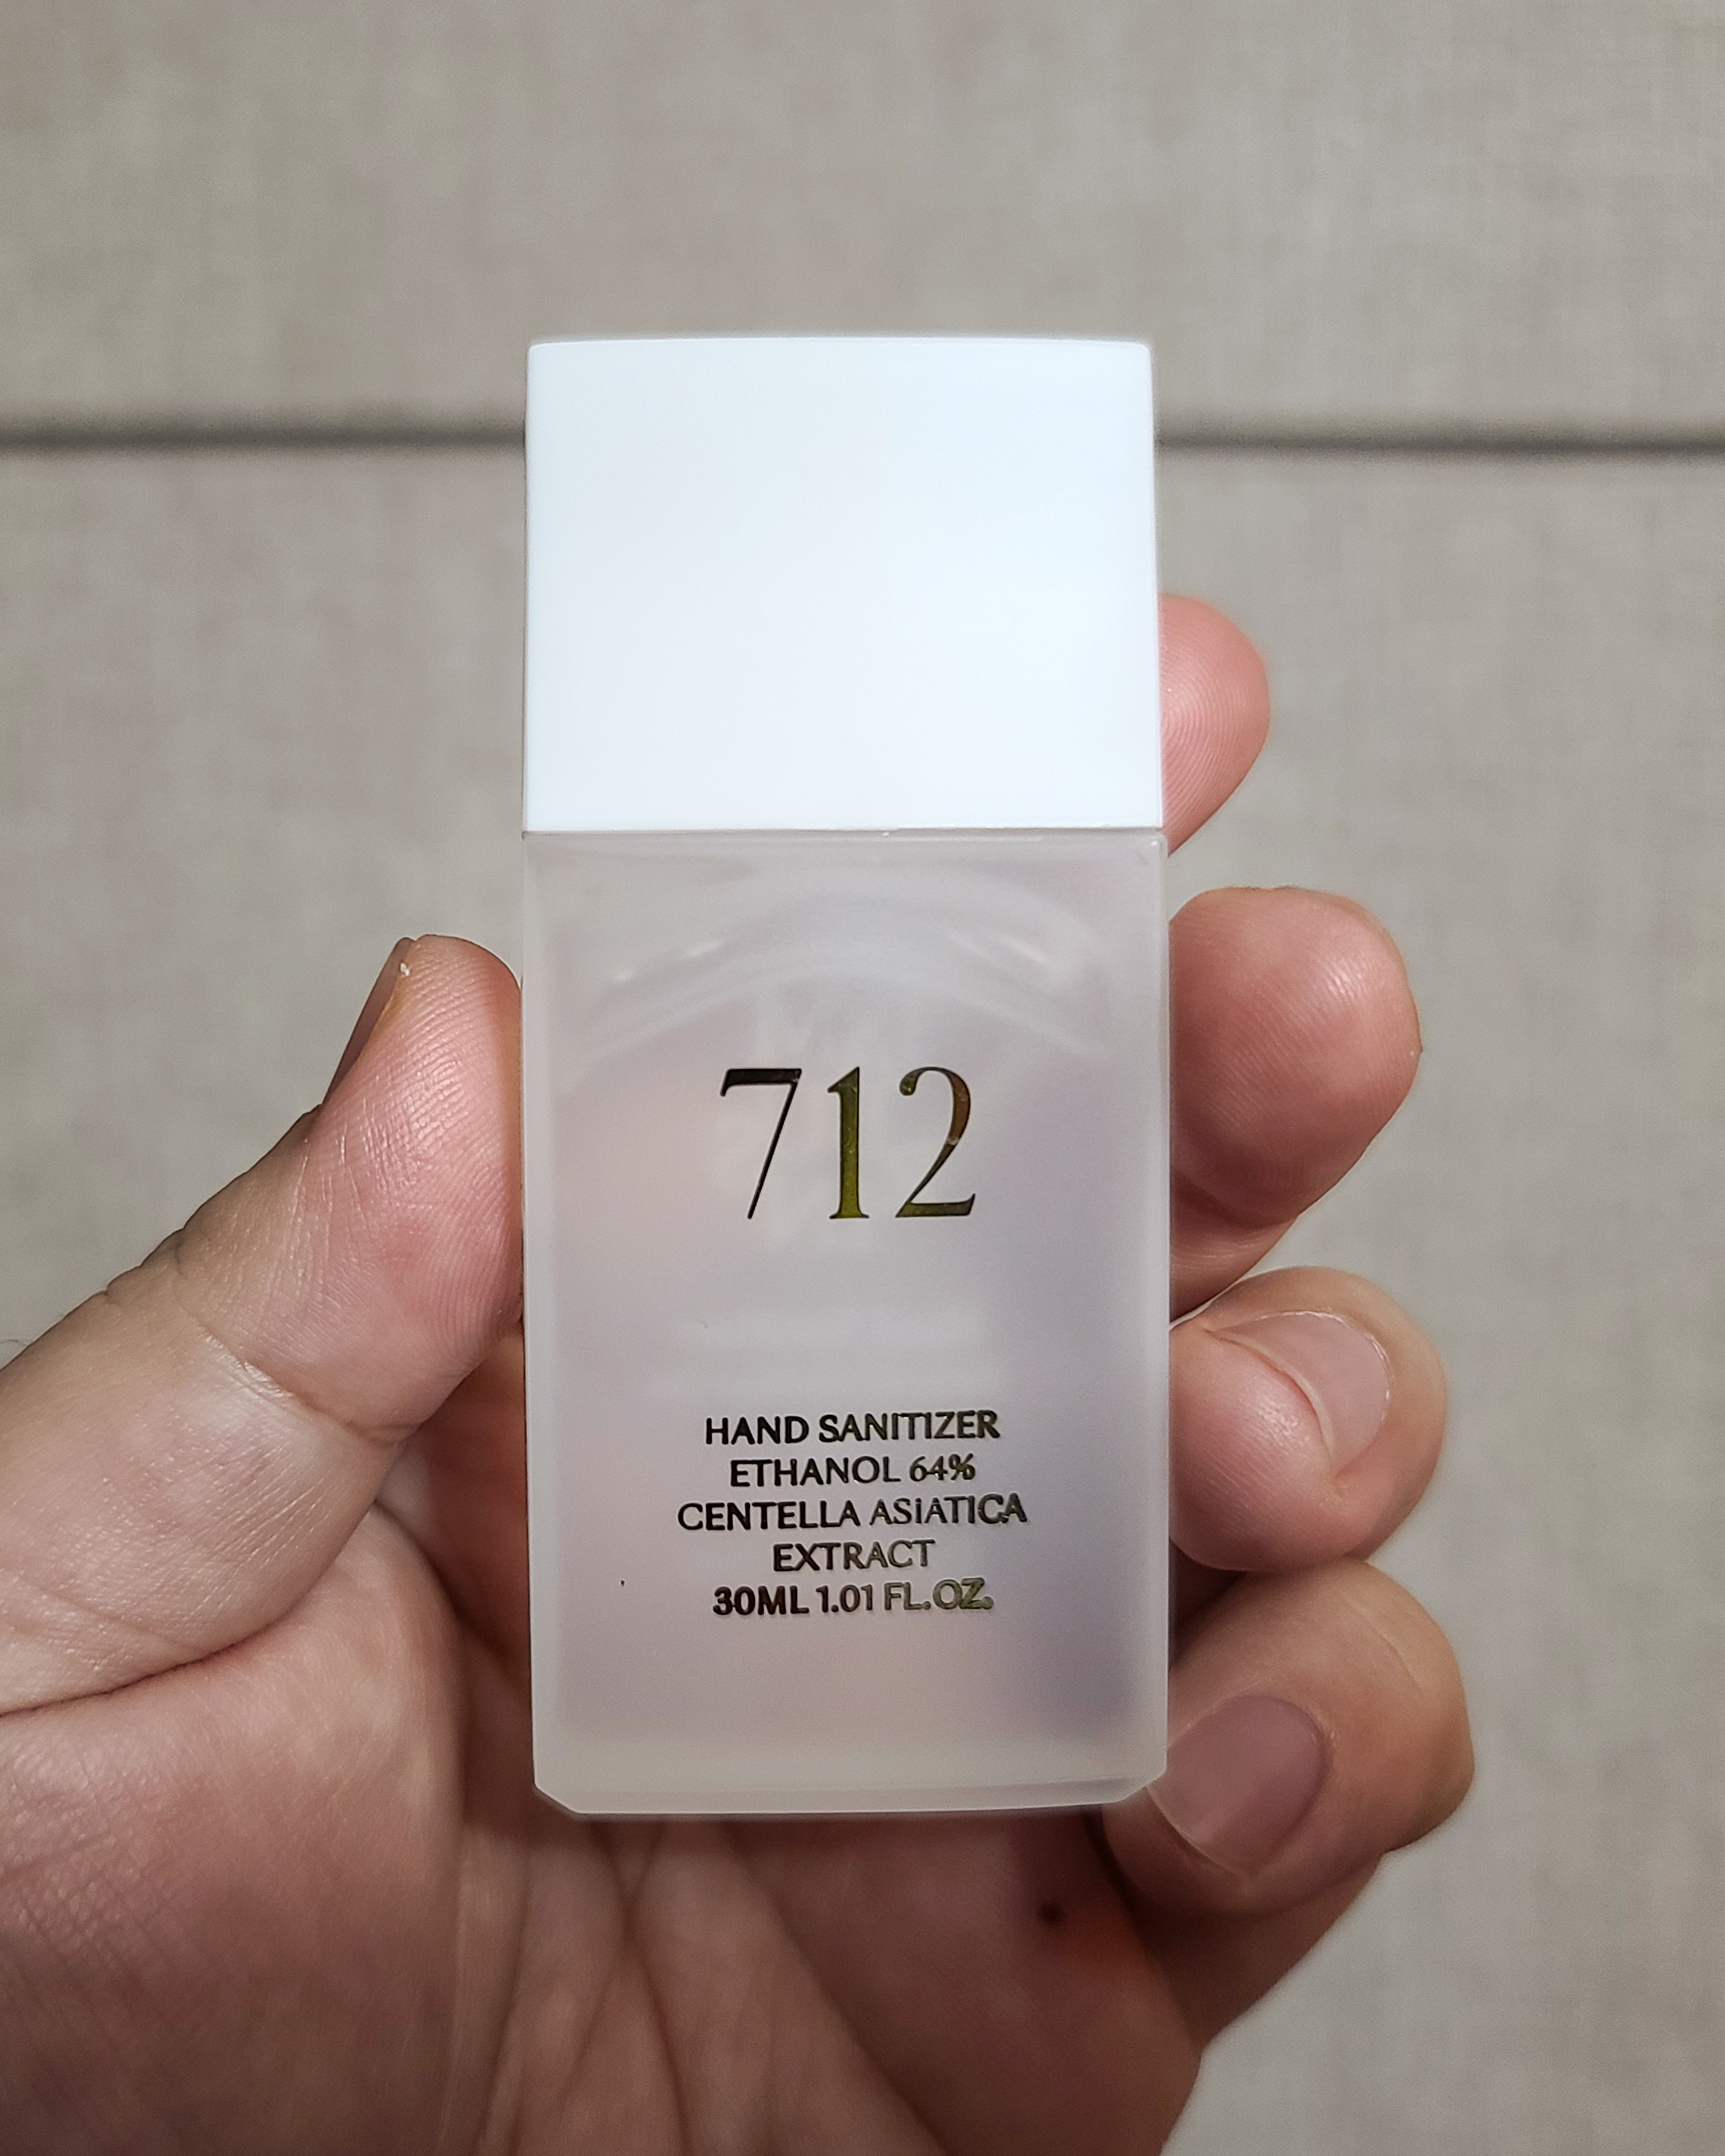 712
HAND SANITIZER
ETHANOL 64%
CENTELLA ASIATICA
EXTRACT
30ML 1.01 FL.OZ.